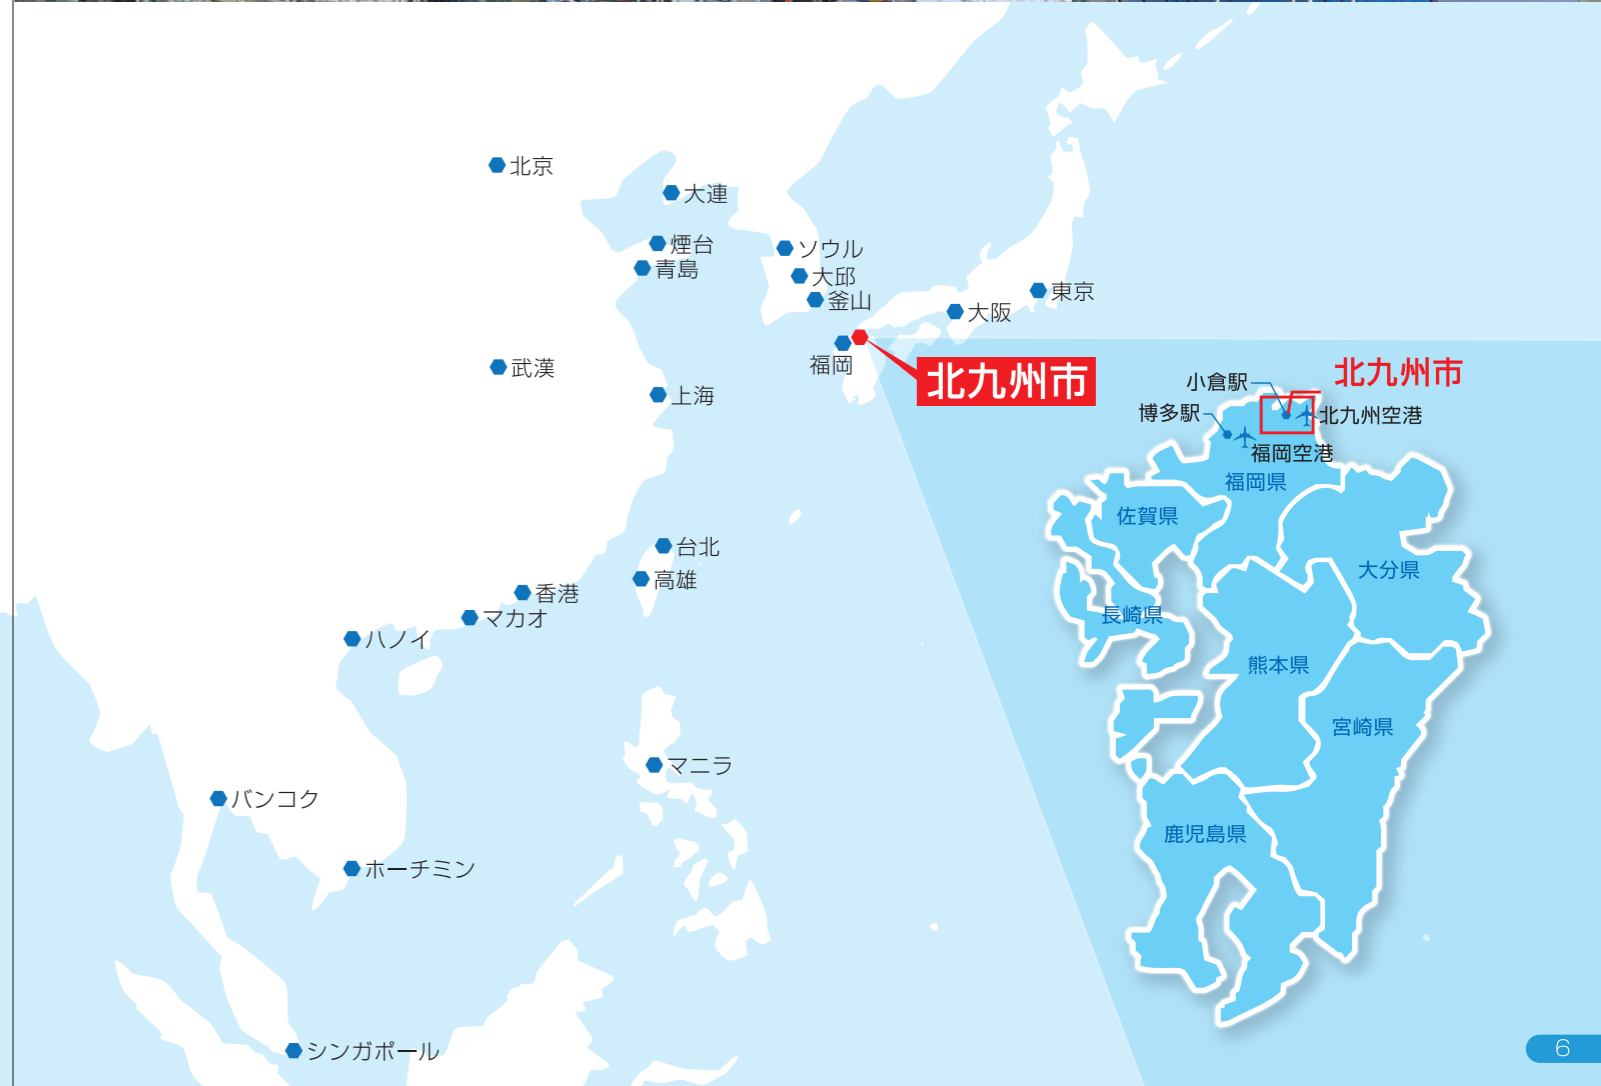 北京
大連
煙台
青島
ソウル
大邱
釜山
東京
大阪
福岡
北九州市
武漢
上海
台北
高雄
香港
マカオ
ハノイ
マニラ
バンコク
ホーチミン
シンガポール
北九州市
小倉駅
博多駅
北九州空港
福岡空港
福岡県
佐賀県
大分県
長崎県
熊本県
宮崎県
鹿児島県
6